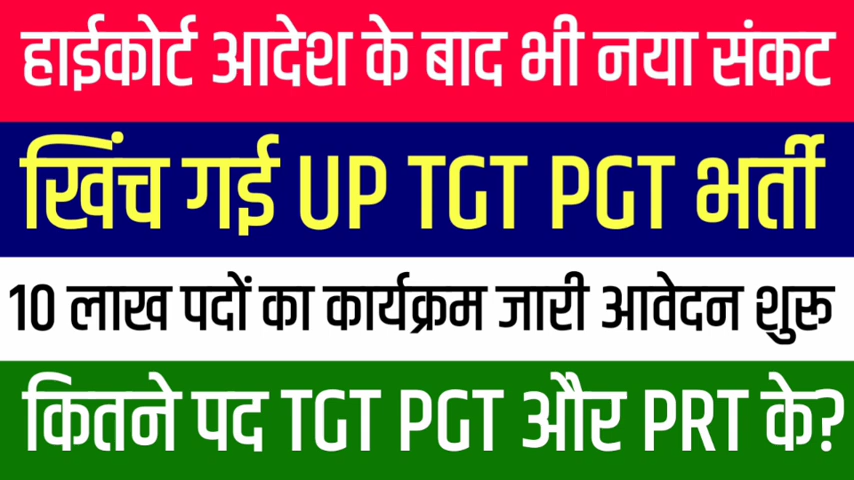 हाईकोर्ट आदेश के बाद भी नया संकट
खिंच गई UP TGT PGT भर्ती
10 लाख पदों का कार्यक्रम जारी आवेदन शुरू
कितने पद TGT PGT और PRT के?